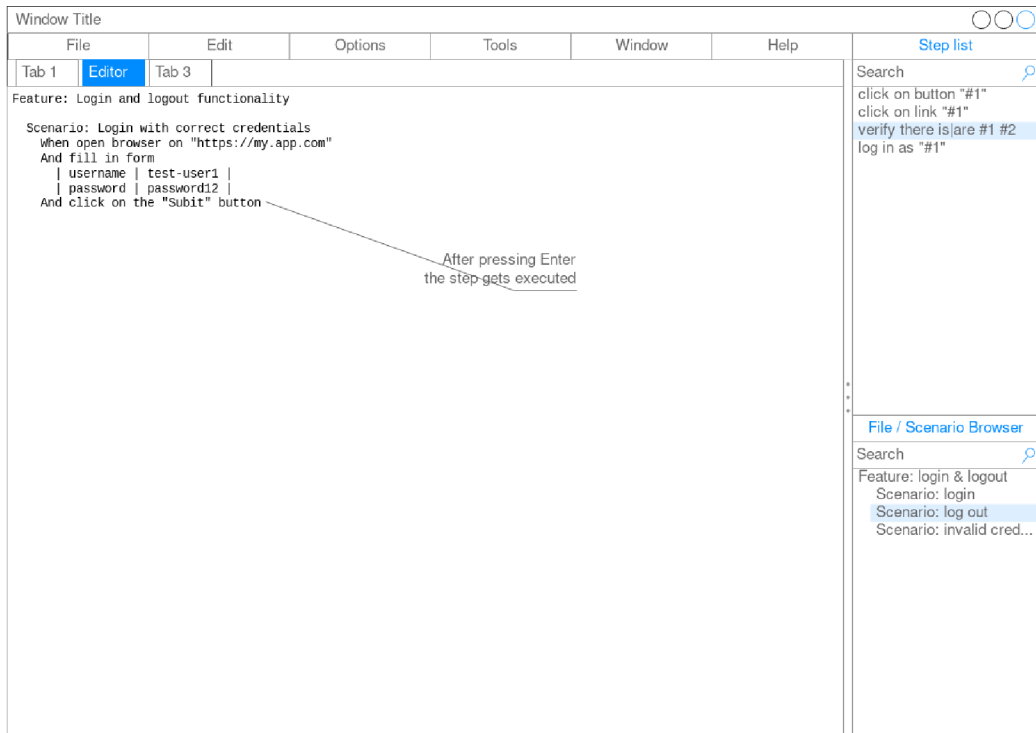 Window Title
File Edit Options Tools Window Help
Tab 1 Editor Tab 3
Feature: Login and logout functionality
Scenario: Login with correct credentials
When open browser on "https://my.app.com"
And fill in form
| username | test-user1 |
| password | password12 |
And click on the "Subit" button
After pressing Enter
the step gets executed
Step list
Search
click on button "#1"
click on link "#1"
verify there is|are #1 #2
log in as "#1"
File / Scenario Browser
Search
Feature: login & logout
Scenario: login
Scenario: log out
Scenario: invalid cred...